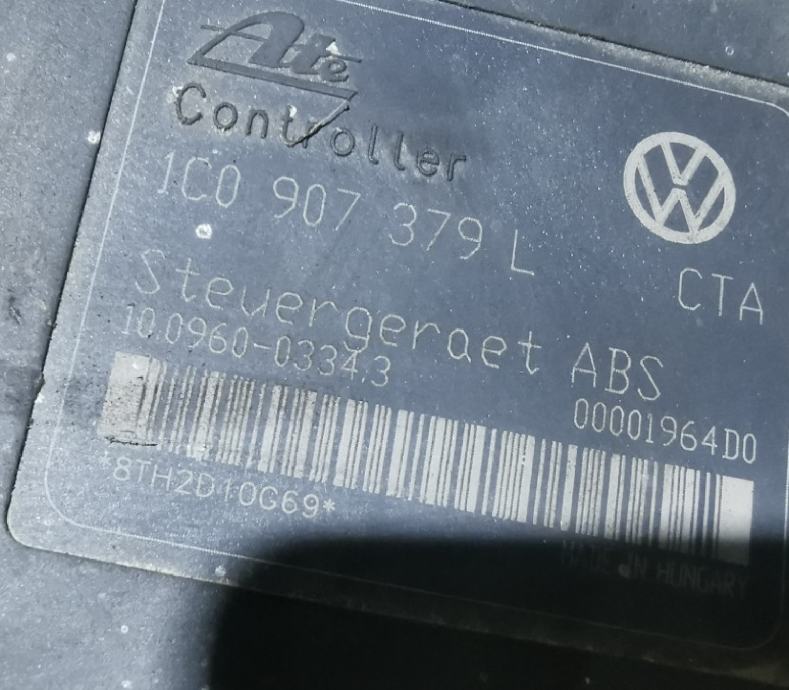 Ate
Controller
1C0 907 379 L
CTA
Steuergeraet ABS
10.0960-0334.3
00001964D0
*8TH2D10G69*
MADE IN HUNGARY